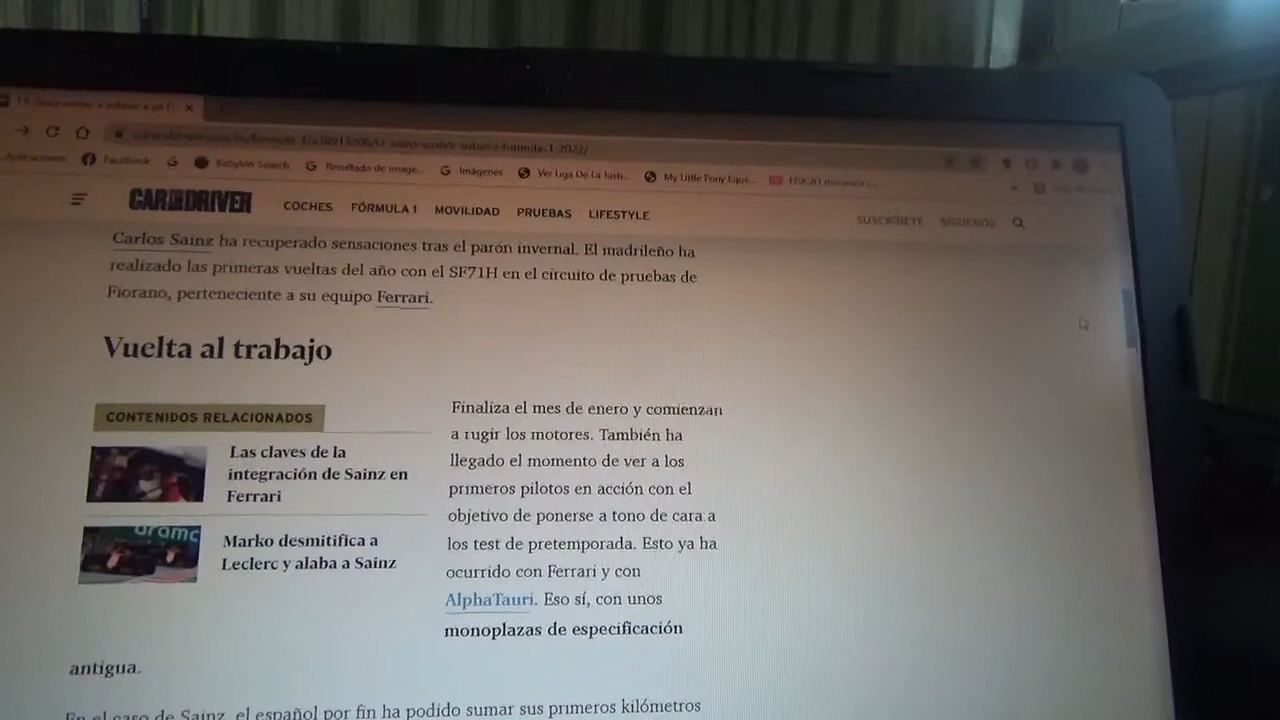 Facebook
G
Babylon Search
G Resultado de image...
G Imágenes
Ver Liga De La Justi...
My Little Pony Eque...
CAR AND DRIVER
COCHES
FÓRMULA 1
MOVILIDAD
PRUEBAS
LIFESTYLE
SUSCRÍBETE
SÍGUENOS
Carlos Sainz ha recuperado sensaciones tras el parón invernal. El madrileño ha
realizado las primeras vueltas del año con el SF71H en el circuito de pruebas de
Fiorano, perteneciente a su equipo Ferrari.
Vuelta al trabajo
CONTENIDOS RELACIONADOS
Las claves de la
integración de Sainz en
Ferrari
aramc
Marko desmitifica a
Leclerc y alaba a Sainz
Finaliza el mes de enero y comienzan
a rugir los motores. También ha
llegado el momento de ver a los
primeros pilotos en acción con el
objetivo de ponerse a tono de cara a
los test de pretemporada. Esto ya ha
ocurrido con Ferrari y con
AlphaTauri. Eso sí, con unos
monoplazas de especificación
antigua.
En el caso de Sainz, el español por fin ha podido sumar sus primeros kilómetros